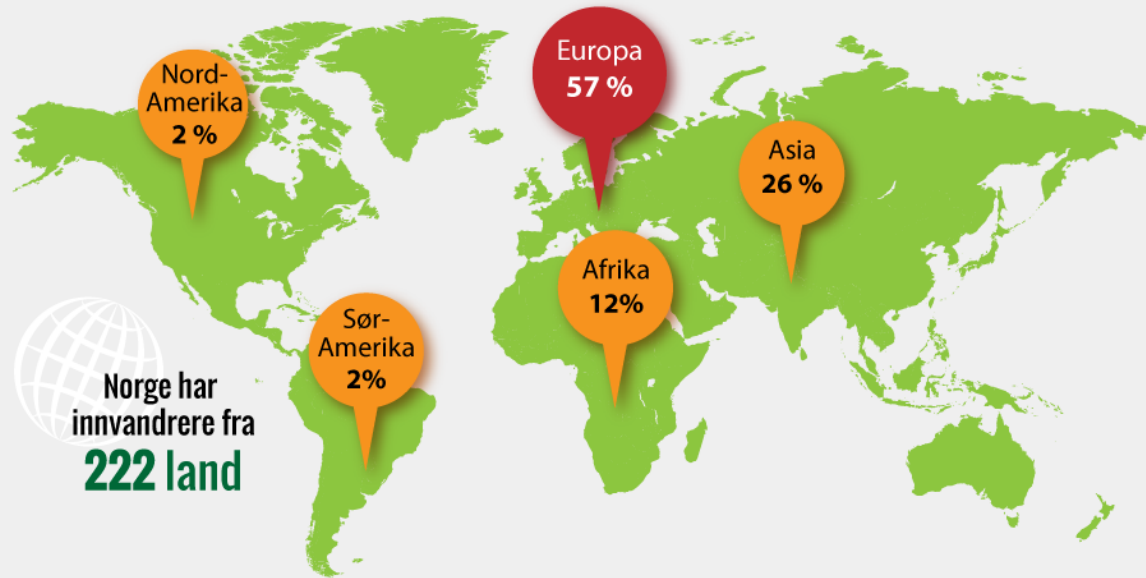 Nord-
Amerika
2 %
Europa
57 %
Asia
26 %
Afrika
12%
Sør-
Amerika
2%
Norge har
innvandrere fra
222 land